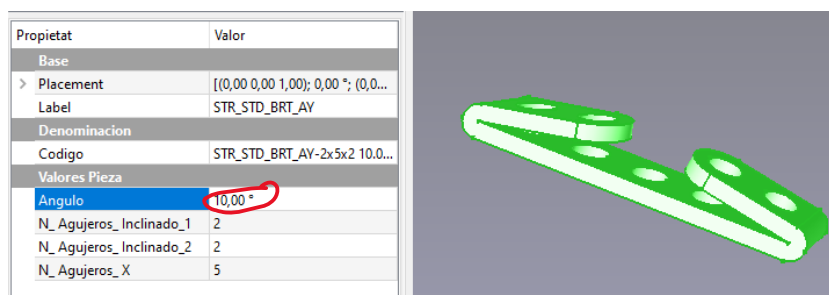 Propietat Valor
Base
Placement [(0,00 0,00 1,00); 0,00 °; (0,0...
Label STR_STD_BRT_AY
Denominacion
Codigo STR_STD_BRT_AY-2x5x2 10.0...
Valores Pieza
Angulo 10,00 °
N_ Agujeros_ Inclinado_1 2
N_ Agujeros_ Inclinado_2 2
N_ Agujeros_ X 5